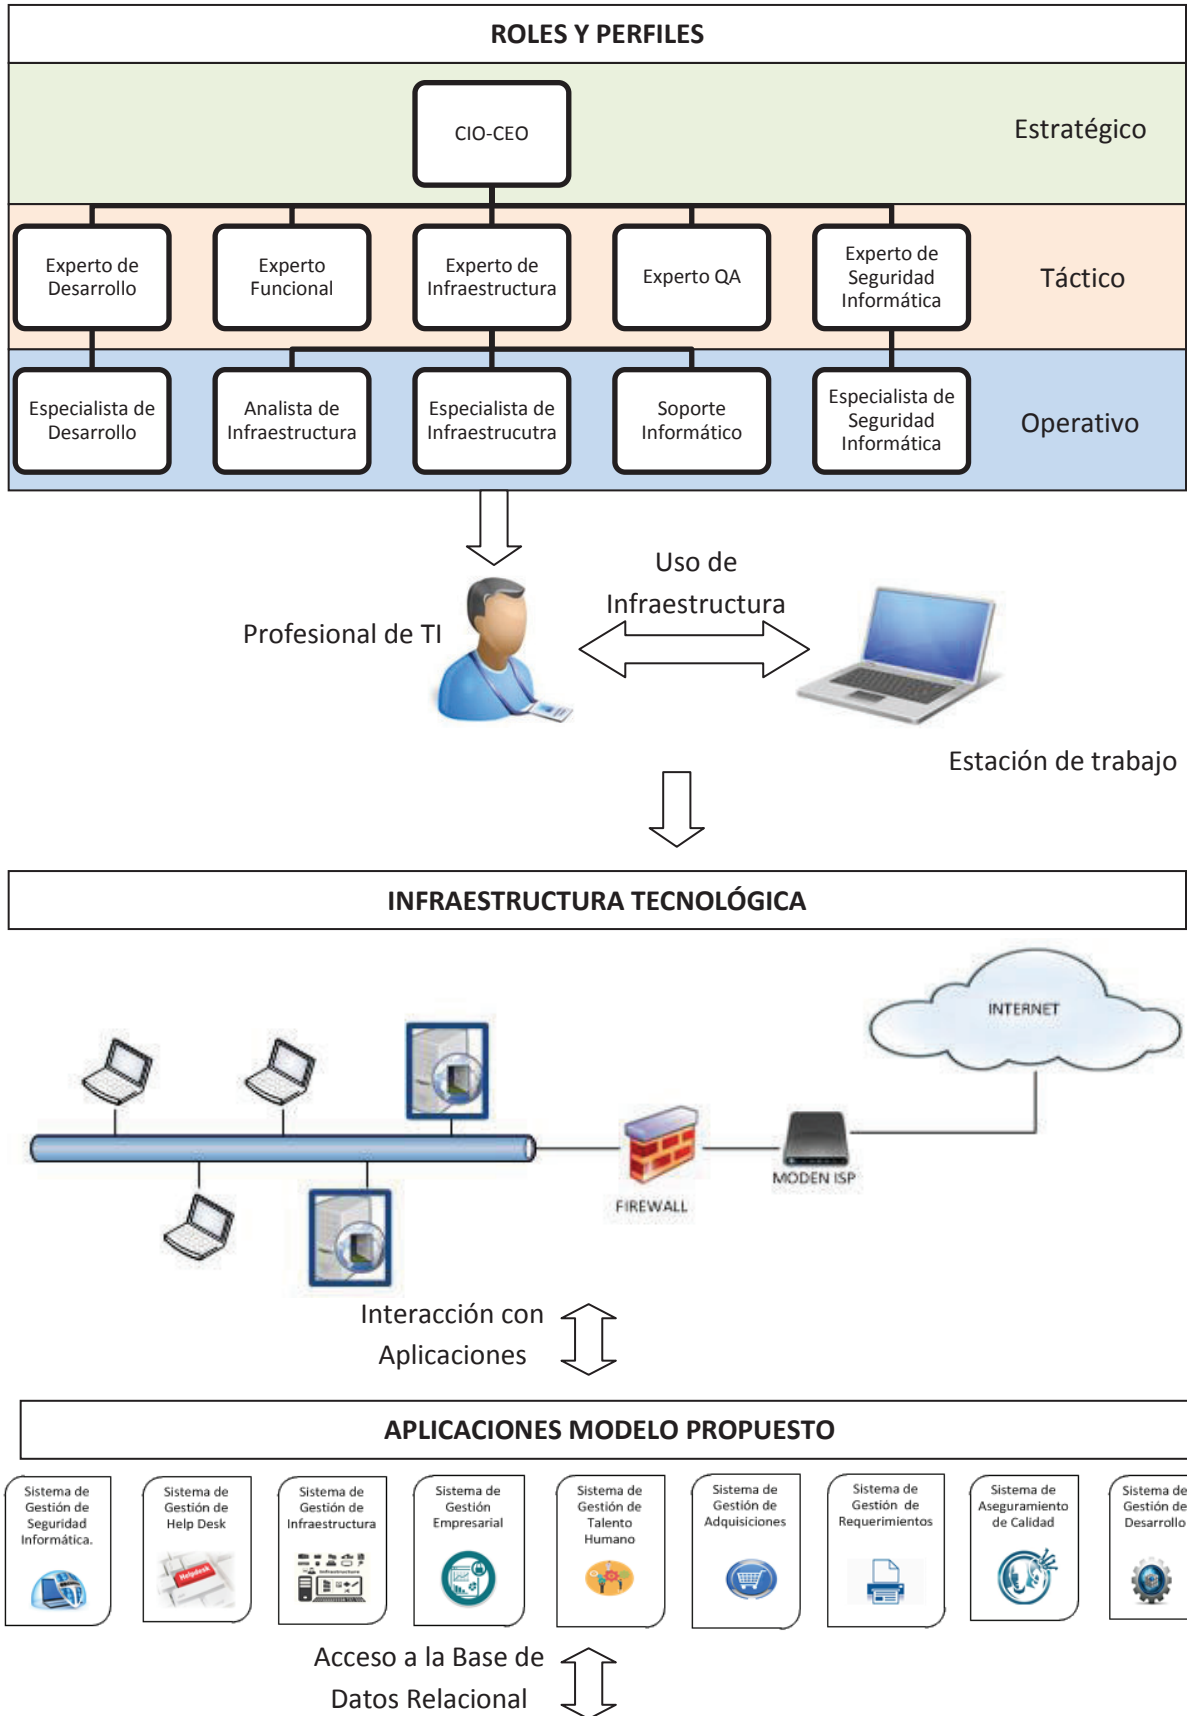 ROLES Y PERFILES
CIO-CEO
Estratégico
Experto de
Desarrollo
Experto
Funcional
Experto de
Infraestructura
Experto QA
Experto de
Seguridad
Informática
Táctico
Especialista de
Desarrollo
Analista de
Infraestructura
Especialista de
Infraestrucutra
Soporte
Informático
Especialista de
Seguridad
Informática
Operativo
Profesional de TI
Uso de
Infraestructura
Estación de trabajo
INFRAESTRUCTURA TECNOLÓGICA
INTERNET
FIREWALL
MODEN ISP
Interacción con
Aplicaciones
APLICACIONES MODELO PROPUESTO
Sistema de
Gestión de
Seguridad
Informática.
Sistema de
Gestión de
Help Desk
Helpdesk
Sistema de
Gestión de
Infraestructura
Infrastructure
Sistema de
Gestión
Empresarial
Sistema de
Gestión de
Talento
Humano
Sistema de
Gestión de
Adquisiciones
Sistema de
Gestión de
Requerimientos
Sistema de
Aseguramiento
de Calidad
Sistema de
Gestión de
Desarrollo
Acceso a la Base de
Datos Relacional